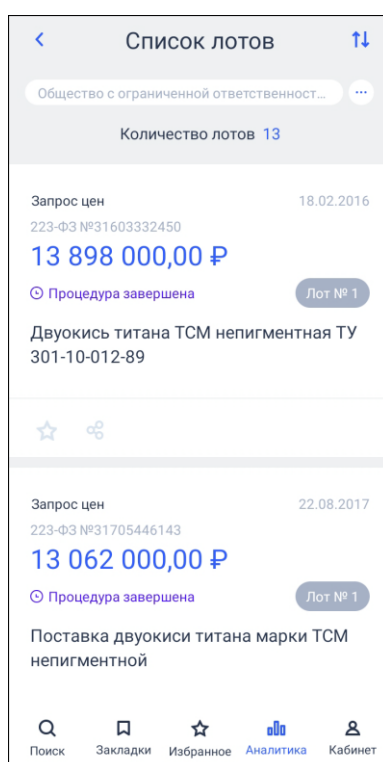 Список лотов
Общество с ограниченной ответственност...
Количество лотов 13
Запрос цен 18.02.2016
223-ФЗ №31603332450
13 898 000,00 ₽
Процедура завершена Лот № 1
Двуокись титана ТСМ непигментная ТУ
301-10-012-89
Запрос цен 22.08.2017
223-ФЗ №31705446143
13 062 000,00 ₽
Процедура завершена Лот № 1
Поставка двуокиси титана марки ТСМ
непигментной
Поиск Закладки Избранное Аналитика Кабинет